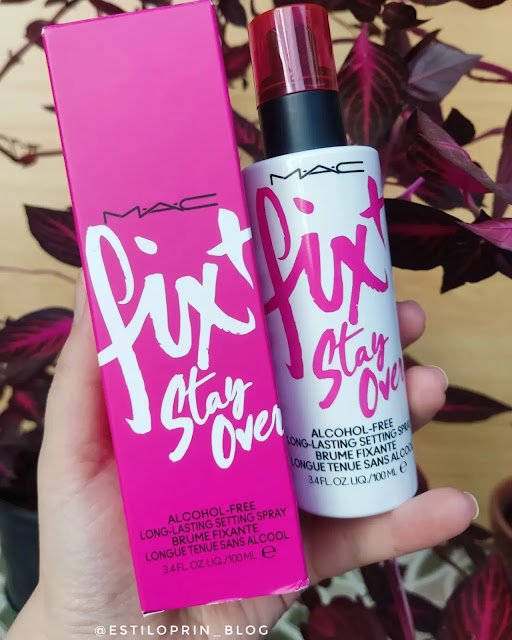 M·A·C
fix+
Stay
Over
ALCOHOL-FREE
LONG-LASTING SETTING SPRAY
BRUME FIXANTE
LONGUE TENUE SANS ALCOOL
3.4 FL. OZ. LIQ./100 ML e
M·A·C
fix+
Stay
Over
ALCOHOL-FREE
LONG-LASTING SETTING SPRAY
BRUME FIXANTE
LONGUE TENUE SANS ALCOOL
3.4 FL. OZ. LIQ./100 ML e
@ESTILOPRIN_BLOG